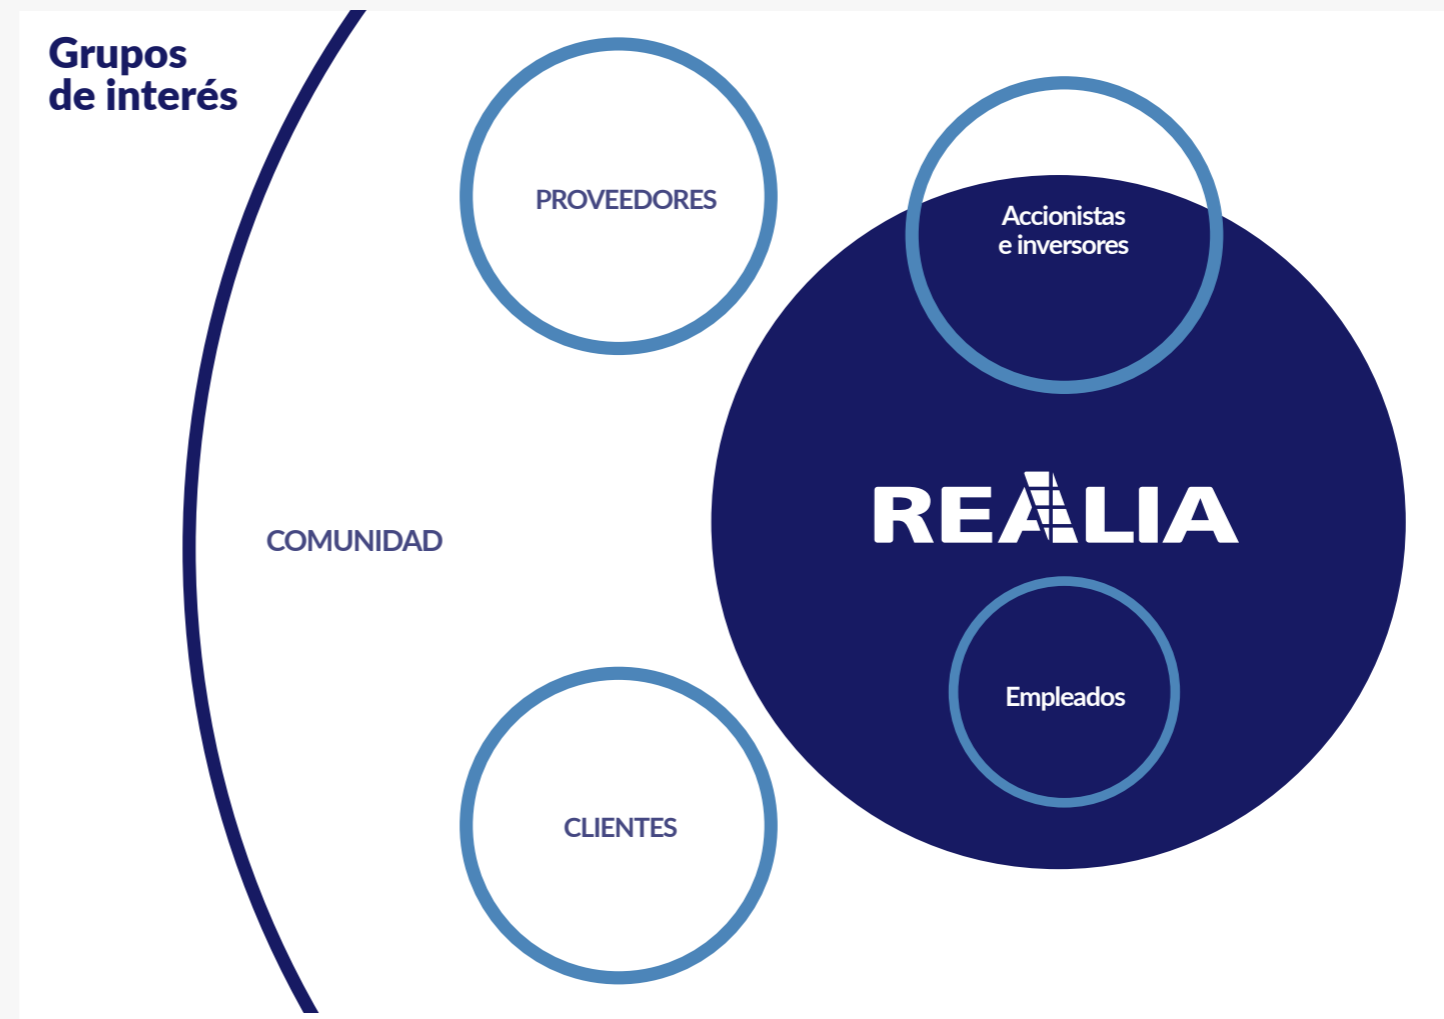 Grupos
de interés
PROVEEDORES
Accionistas
e inversores
REALIA
COMUNIDAD
Empleados
CLIENTES